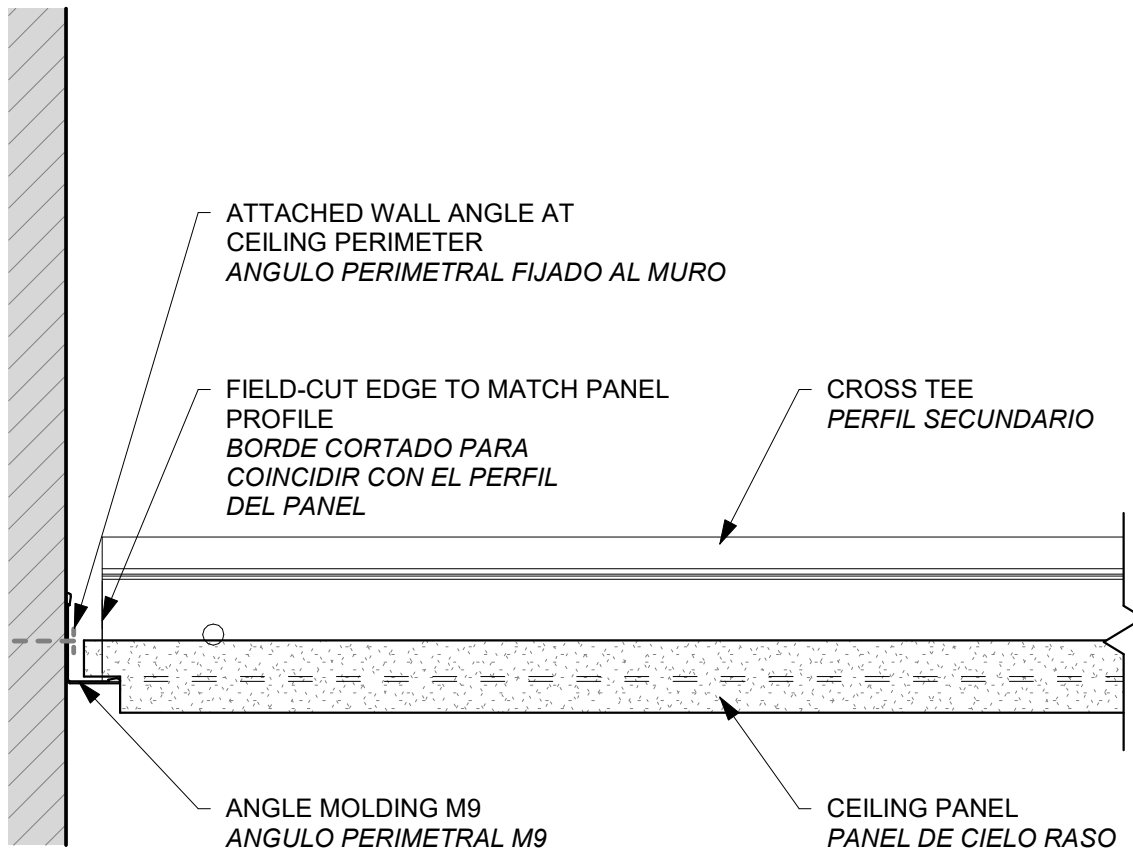 ATTACHED WALL ANGLE AT
CEILING PERIMETER
ANGULO PERIMETRAL FIJADO AL MURO
FIELD-CUT EDGE TO MATCH PANEL
PROFILE
BORDE CORTADO PARA
COINCIDIR CON EL PERFIL
DEL PANEL
CROSS TEE
PERFIL SECUNDARIO
ANGLE MOLDING M9
ANGULO PERIMETRAL M9
CEILING PANEL
PANEL DE CIELO RASO